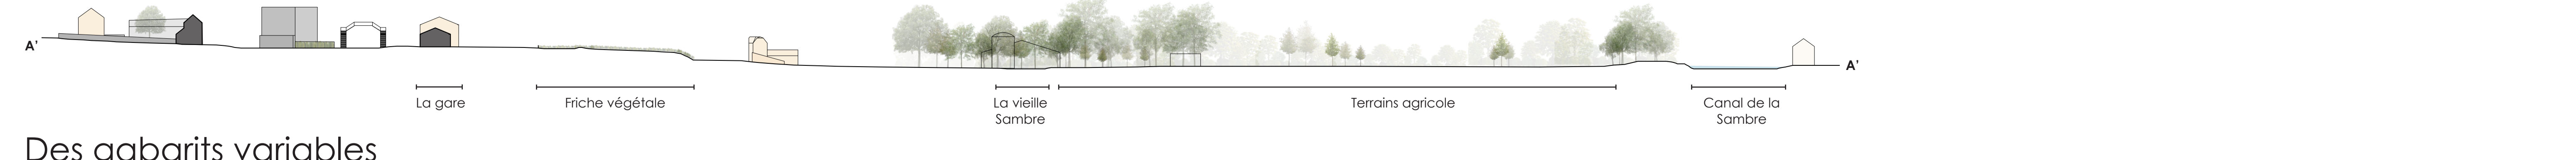 A'
A'
La gare
Friche végétale
La vieille
Sambre
Terrains agricole
Canal de la
Sambre
Des gabarits variables